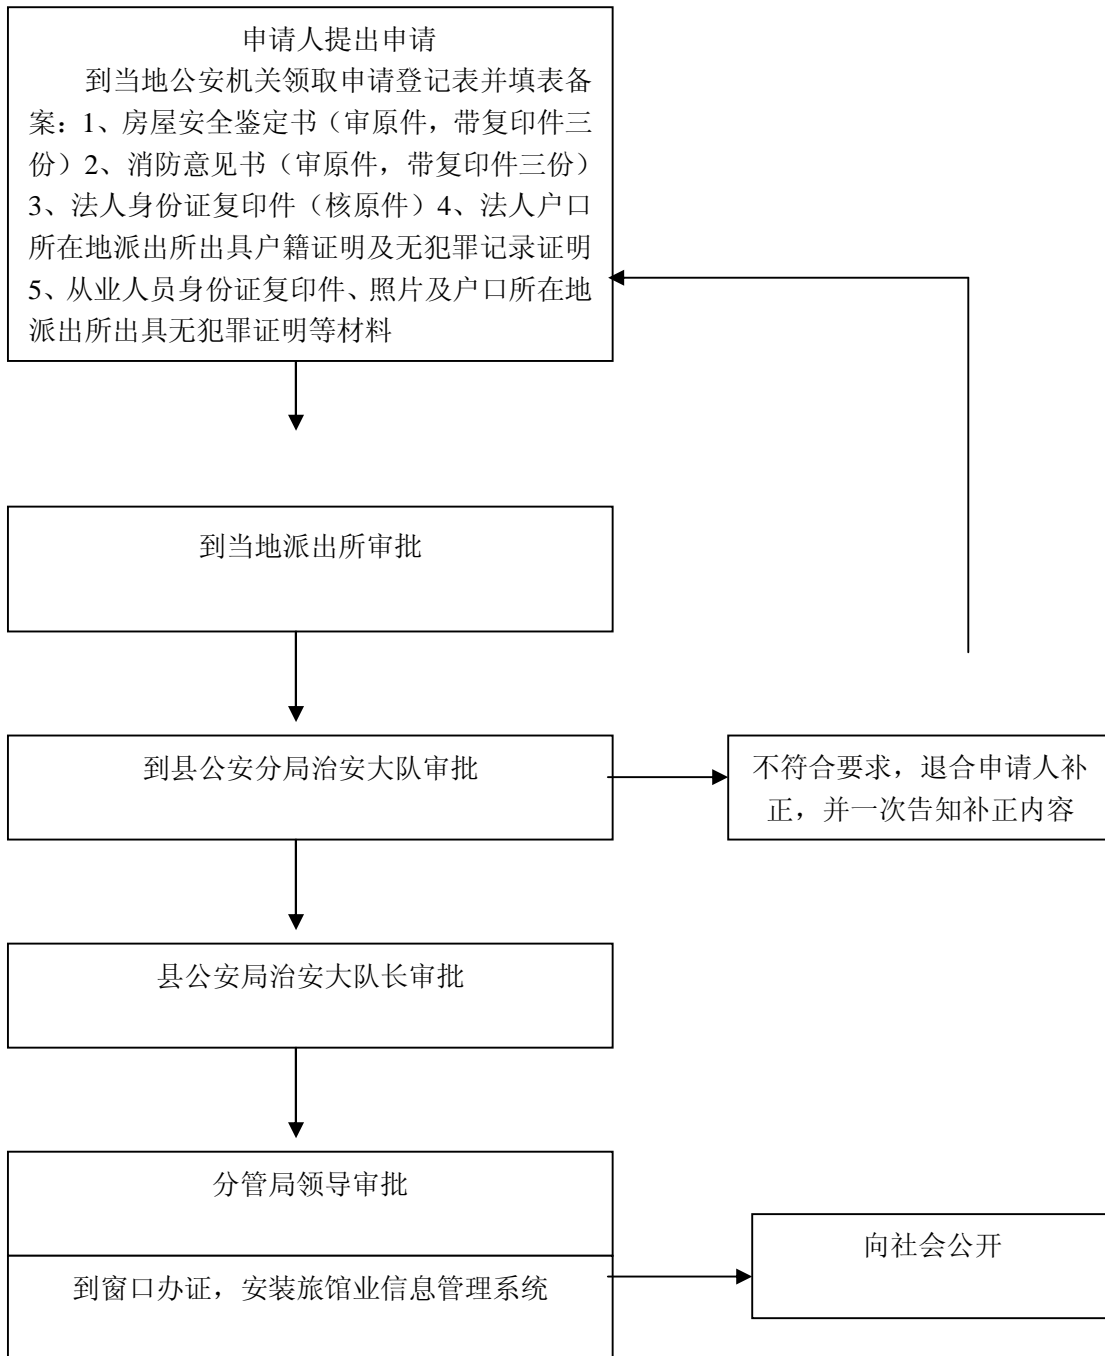 申请人提出申请
到当地公安机关领取申请登记表并填表备
案：1、房屋安全鉴定书（审原件，带复印件三
份）2、消防意见书（审原件，带复印件三份）
3、法人身份证复印件（核原件）4、法人户口
所在地派出所出具户籍证明及无犯罪记录证明
5、从业人员身份证复印件、照片及户口所在地
派出所出具无犯罪证明等材料
到当地派出所审批
到县公安分局治安大队审批
不符合要求，退合申请人补
正，并一次告知补正内容
县公安局治安大队长审批
分管局领导审批
到窗口办证，安装旅馆业信息管理系统
向社会公开